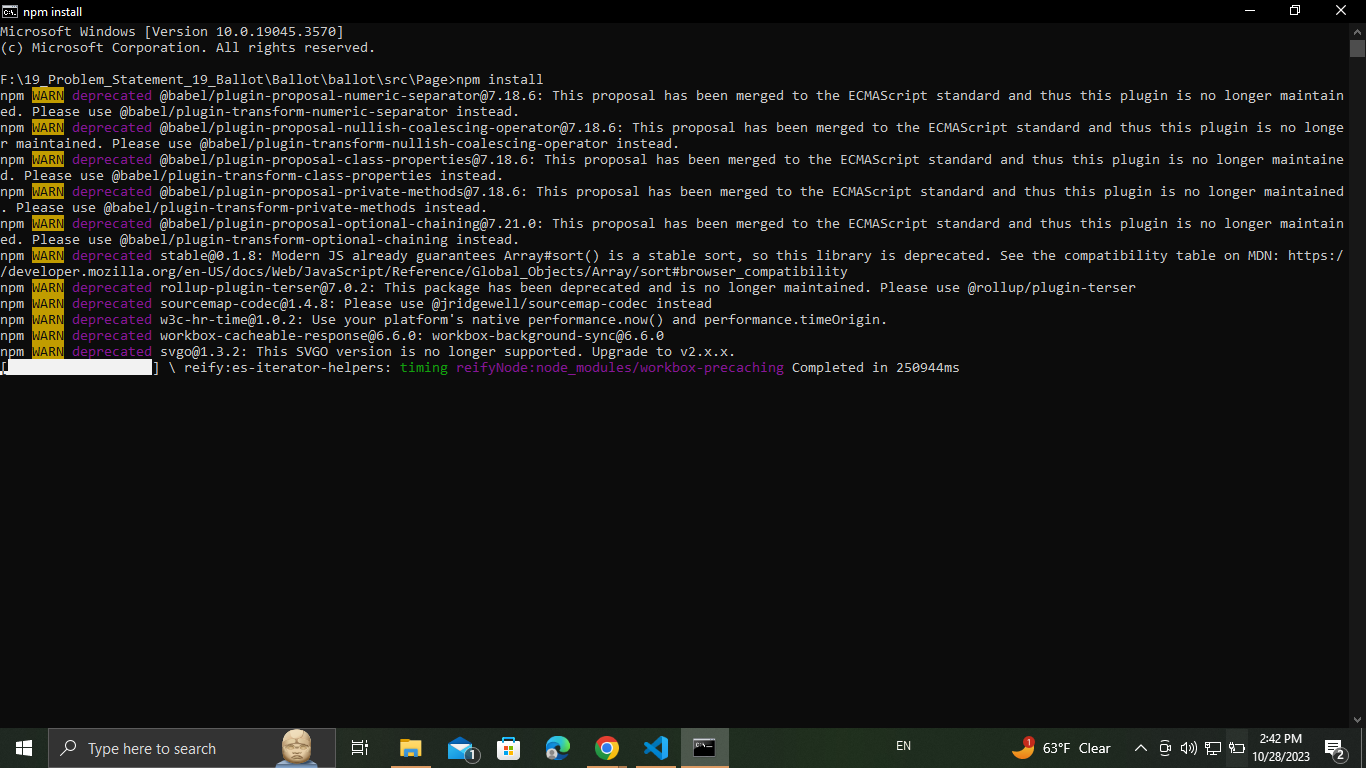 npm install
Microsoft Windows [Version 10.0.19045.3570]
(c) Microsoft Corporation. All rights reserved.
F:\19_Problem_Statement_19_Ballot\Ballot\ballot\src\Page>npm install
npm WARN deprecated @babel/plugin-proposal-numeric-separator@7.18.6: This proposal has been merged to the ECMAScript standard and thus this plugin is no longer maintain
ed. Please use @babel/plugin-transform-numeric-separator instead.
npm WARN deprecated @babel/plugin-proposal-nullish-coalescing-operator@7.18.6: This proposal has been merged to the ECMAScript standard and thus this plugin is no longe
r maintained. Please use @babel/plugin-transform-nullish-coalescing-operator instead.
npm WARN deprecated @babel/plugin-proposal-class-properties@7.18.6: This proposal has been merged to the ECMAScript standard and thus this plugin is no longer maintaine
d. Please use @babel/plugin-transform-class-properties instead.
npm WARN deprecated @babel/plugin-proposal-private-methods@7.18.6: This proposal has been merged to the ECMAScript standard and thus this plugin is no longer maintained
. Please use @babel/plugin-transform-private-methods instead.
npm WARN deprecated @babel/plugin-proposal-optional-chaining@7.21.0: This proposal has been merged to the ECMAScript standard and thus this plugin is no longer maintain
ed. Please use @babel/plugin-transform-optional-chaining instead.
npm WARN deprecated stable@0.1.8: Modern JS already guarantees Array#sort() is a stable sort, so this library is deprecated. See the compatibility table on MDN: https:/
/developer.mozilla.org/en-US/docs/Web/JavaScript/Reference/Global_Objects/Array/sort#browser_compatibility
npm WARN deprecated rollup-plugin-terser@7.0.2: This package has been deprecated and is no longer maintained. Please use @rollup/plugin-terser
npm WARN deprecated sourcemap-codec@1.4.8: Please use @jridgewell/sourcemap-codec instead
npm WARN deprecated w3c-hr-time@1.0.2: Use your platform's native performance.now() and performance.timeOrigin.
npm WARN deprecated workbox-cacheable-response@6.6.0: workbox-background-sync@6.6.0
npm WARN deprecated svgo@1.3.2: This SVGO version is no longer supported. Upgrade to v2.x.x.
[ ] \ reify:es-iterator-helpers: timing reifyNode:node_modules/workbox-precaching Completed in 250944ms
Type here to search
1
EN
1
63°F Clear
2:42 PM
10/28/2023
2